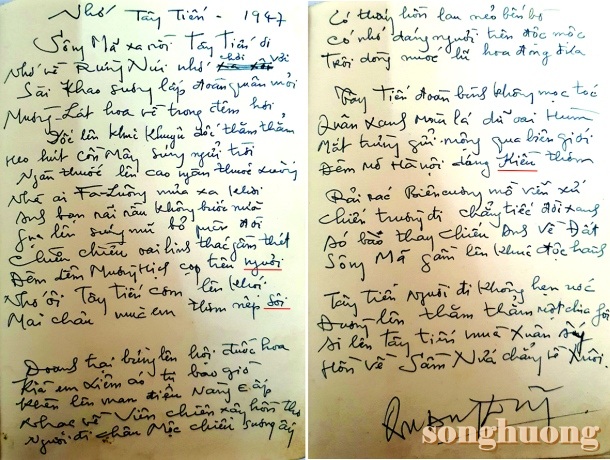 Nhớ Tây Tiến - 1947
Sông Mã xa rồi Tây Tiến ơi
Nhớ về Rừng Núi nhớ chơi vơi
Sài Khao sương lấp đoàn quân mỏi
Mường-Lát hoa về trong đêm hơi
Dốc lên khúc khuỷu dốc thăm thẳm
Heo hút cồn Mây súng ngửi trời
Ngàn thước lên cao ngàn thước xuống
Nhà ai Fa-Luông mưa xa khơi
Anh bạn dãi dầu không bước nữa
Gục lên súng mũ bỏ quên đời
Chiều chiều oai linh thác gầm thét
Đêm đêm Mường Hịch cọp trêu người
Nhớ ôi Tây Tiến cơm lên khói
Mai châu mùa em thơm nếp sôi
Doanh trại bừng lên hội đuốc hoa
Kìa em xiêm áo tự bao giờ
Khèn lên man điệu Nàng e ấp
Nhạc về Viên chiên xây hồn thơ
Người đi Châu Mộc chiều sương ấy
Có thấy hồn lau nẻo bến bờ
Có nhớ dáng người trên độc mộc
Trôi dòng nước lũ hoa đong đưa
Tây Tiến đoàn binh không mọc tóc
Quân xanh màu lá dữ oai Hùm
Mắt trừng gửi mộng qua biên giới
Đêm mơ Hà Nội dáng Kiều thơm
Rải rác Biên cương mồ viễn xứ
Chiến trường đi chẳng tiếc đời xanh
Áo bào thay chiếu Anh về Đất
Sông Mã gầm lên khúc độc hành
Tây Tiến Người đi không hẹn ước
Đường lên thăm thẳm một chia phôi
Ai lên Tây tiến mùa Xuân ấy
Hồn về Sầm Nứa chẳng về Xuôi.
Quang Dũng
songhuong